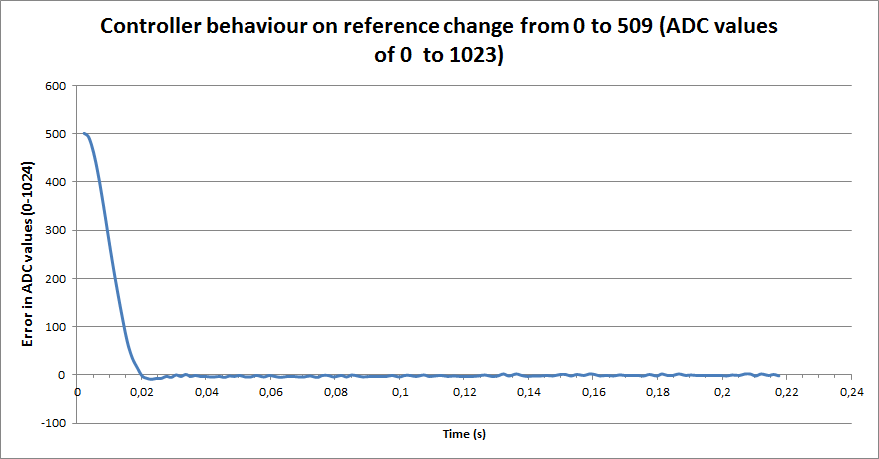 Controller behaviour on reference change from 0 to 509 (ADC values
of 0 to 1023)
600
500
400
300
200
100
0
-100
Error in ADC values (0-1024)
0 0,02 0,04 0,06 0,08 0,1 0,12 0,14 0,16 0,18 0,2 0,22 0,24
Time (s)